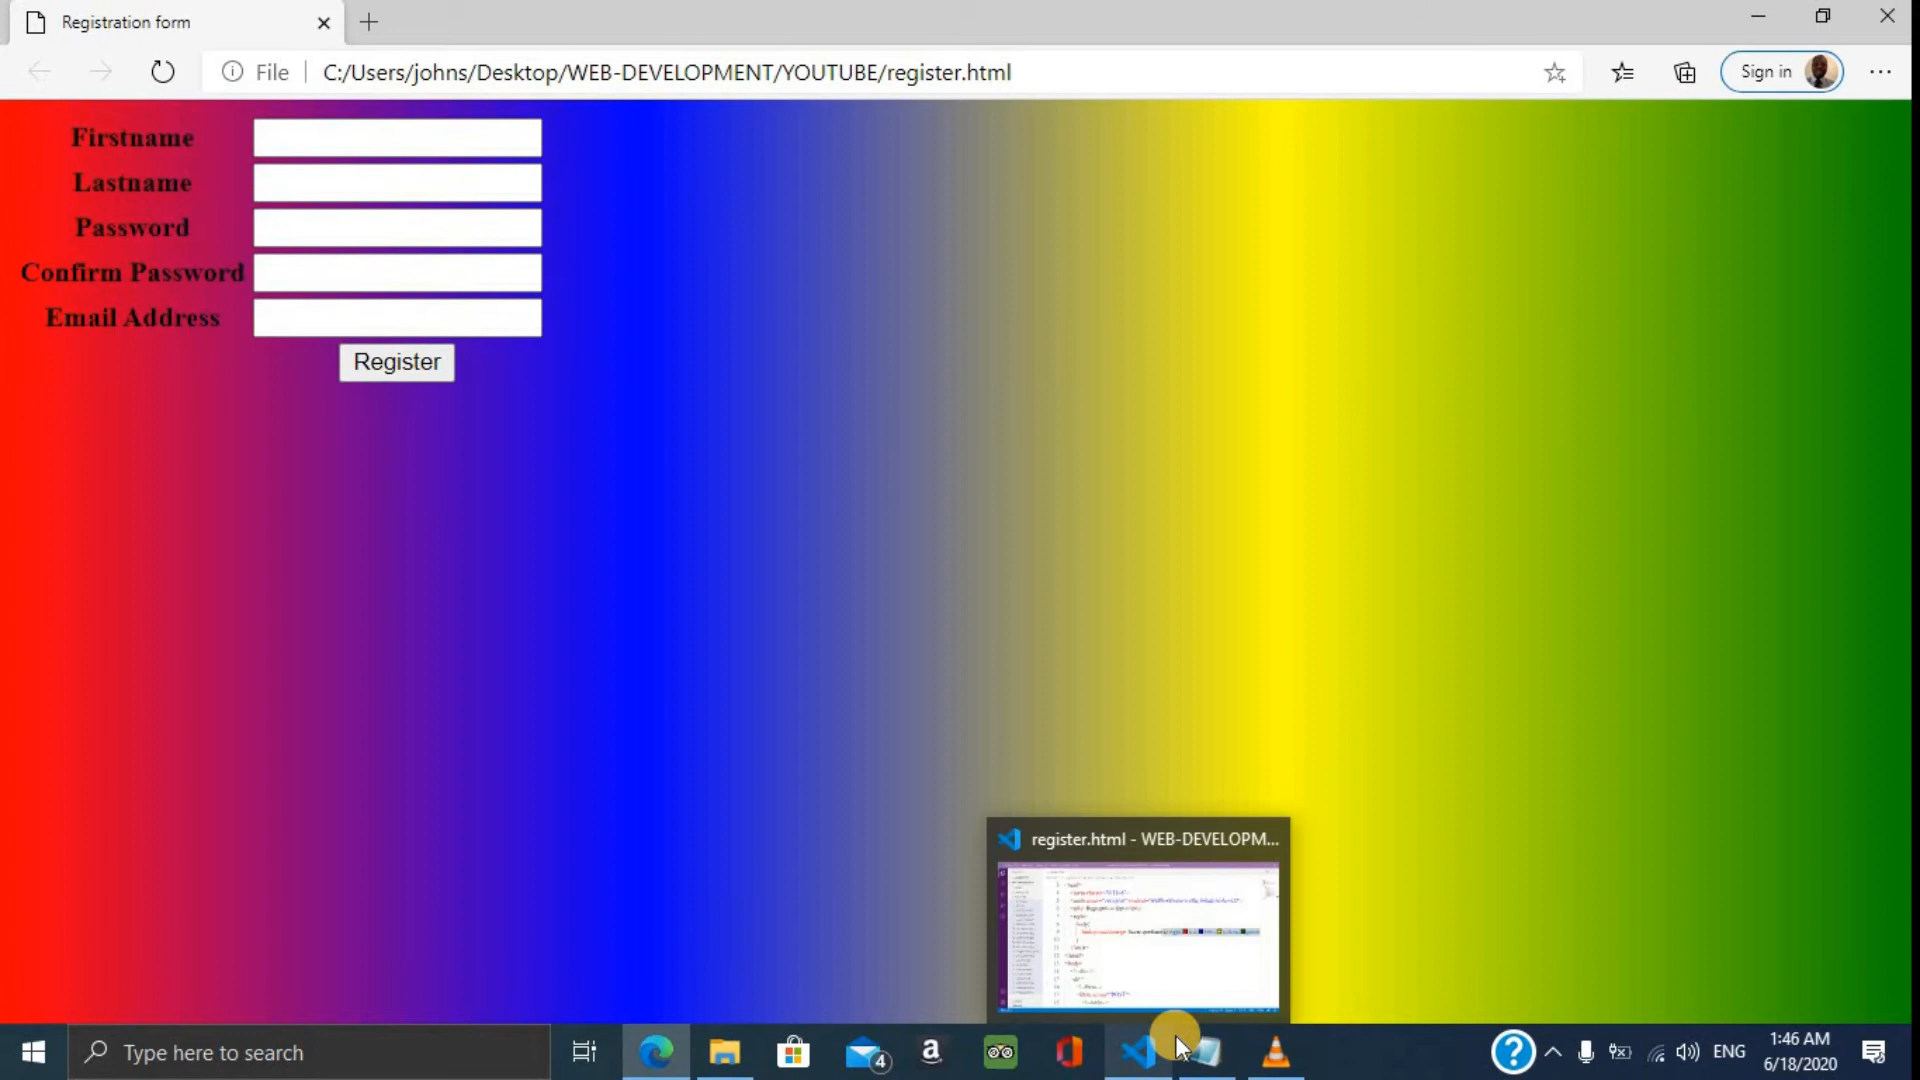 Registration form
File
C:/Users/johns/Desktop/WEB-DEVELOPMENT/YOUTUBE/register.html
Sign in
Firstname
Lastname
Password
Confirm Password
Email Address
Register
register.html - WEB-DEVELOPM...
Type here to search
4
a
ENG
1:46 AM
6/18/2020